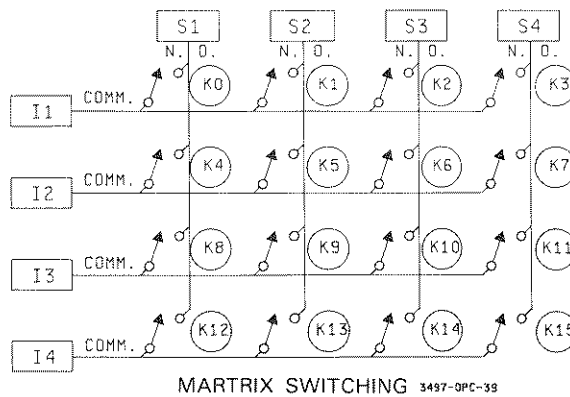 S1 S2 S3 S4
N. O. N. O. N. O. N. O.
K0 K1 K2 K3
I1 COMM.
K4 K5 K6 K7
I2 COMM.
K8 K9 K10 K11
I3 COMM.
K12 K13 K14 K15
I4 COMM.
MARTRIX SWITCHING 3497-OPC-39